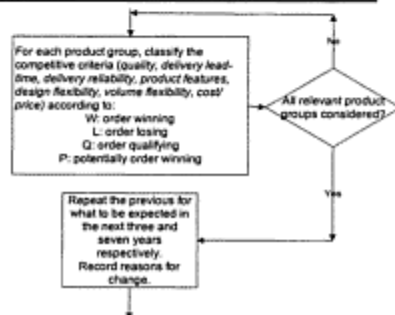 No
For each product group, classify the
competitive criteria (quality, delivery lead-
time, delivery reliability, product features,
design flexibility, volume flexibility, cost/
price) according to:
W: order winning
L: order losing
Q: order qualifying
P: potentially order winning
All relevant product
groups considered?
Yes
Repeat the previous for
what to be expected in
the next three and
seven years
respectively.
Record reasons for
change.